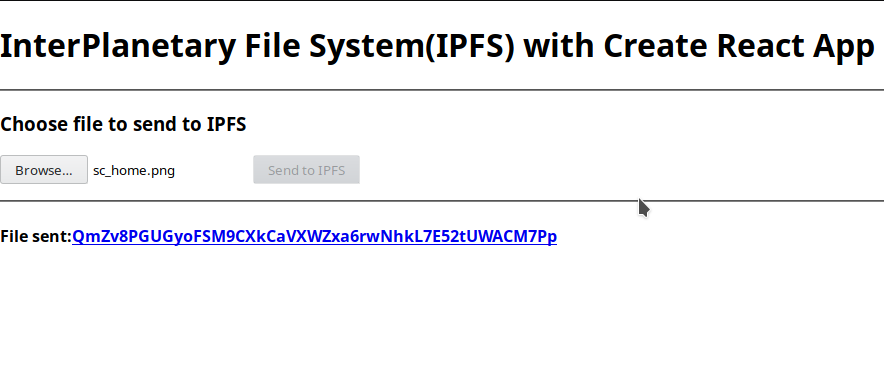 InterPlanetary File System(IPFS) with Create React App
Choose file to send to IPFS
Browse... sc_home.png Send to IPFS
File sent:QmZv8PGUGyoFSM9CXkCaVXWZxa6rwNhkL7E52tUWACM7Pp